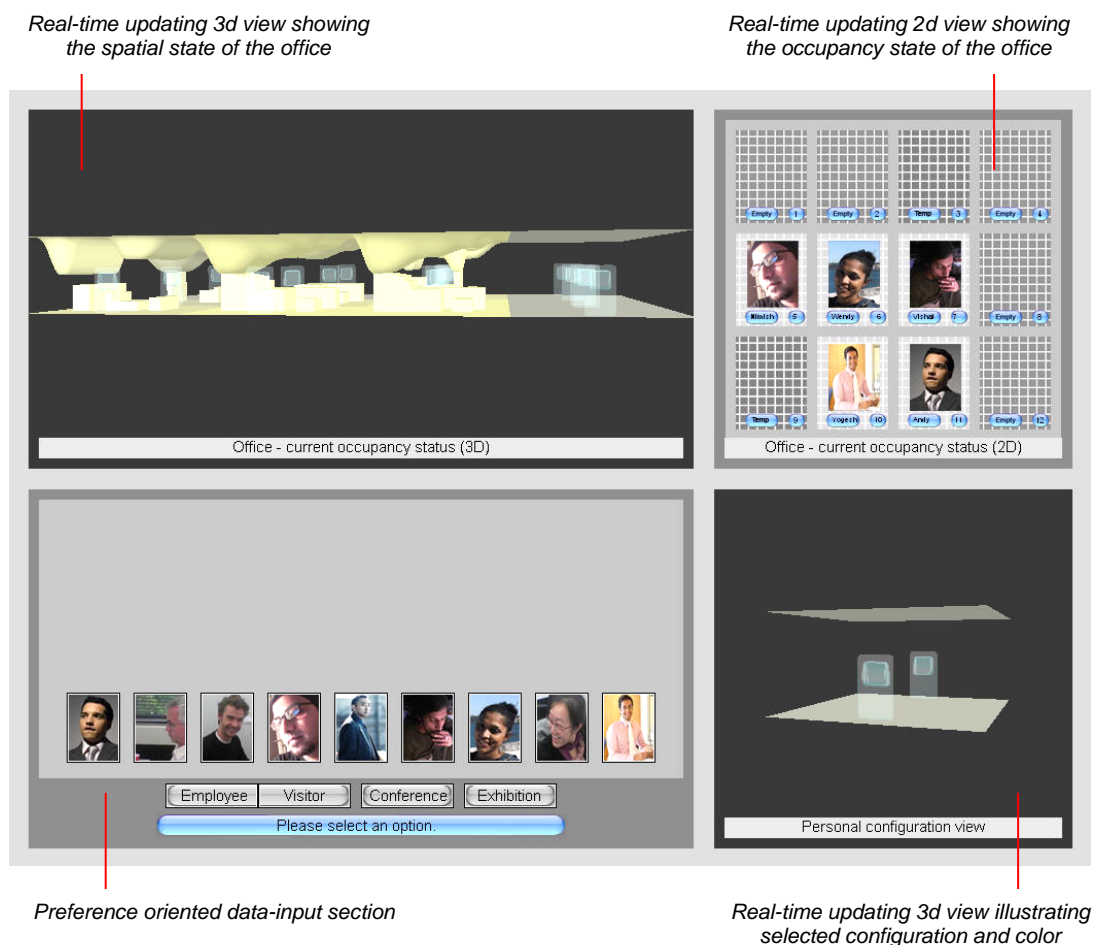 Real-time updating 3d view showing
the spatial state of the office
Real-time updating 2d view showing
the occupancy state of the office
Empty 1 Empty 2 Temp 3 Empty 4
Nimish 5 Wendy 6 Vishal 7 Empty 8
Temp 9 Yogesh 10 Andy 11 Empty 12
Office - current occupancy status (3D)
Office - current occupancy status (2D)
Employee Visitor Conference Exhibition
Please select an option.
Personal configuration view
Preference oriented data-input section
Real-time updating 3d view illustrating
selected configuration and color